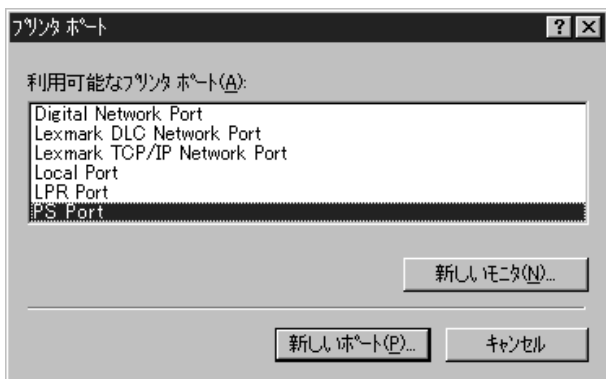 プリンタ ポート
利用可能なプリンタ ポート(A):
Digital Network Port
Lexmark DLC Network Port
Lexmark TCP/IP Network Port
Local Port
LPR Port
PS Port
新しいモニタ(N)...
新しいポート(P)...
キャンセル